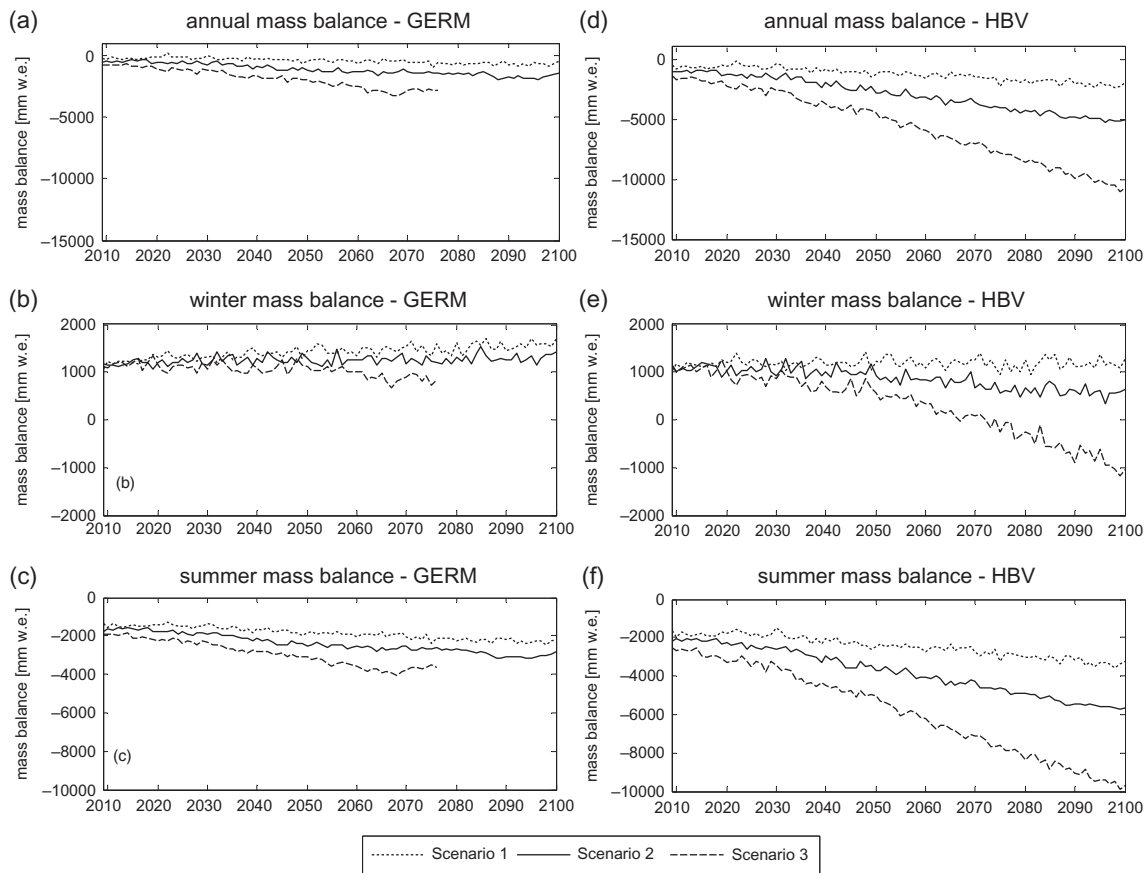 (a)
annual mass balance - GERM
mass balance [mm w.e.]
0
−5000
−10000
−15000
2010 2020 2030 2040 2050 2060 2070 2080 2090 2100
(d)
annual mass balance - HBV
mass balance [mm w.e.]
0
−5000
−10000
−15000
2010 2020 2030 2040 2050 2060 2070 2080 2090 2100
(b)
winter mass balance - GERM
mass balance [mm w.e.]
2000
1000
0
−1000
−2000
(b)
2010 2020 2030 2040 2050 2060 2070 2080 2090 2100
(e)
winter mass balance - HBV
mass balance [mm w.e.]
2000
1000
0
−1000
−2000
2010 2020 2030 2040 2050 2060 2070 2080 2090 2100
(c)
summer mass balance - GERM
mass balance [mm w.e.]
0
−2000
−4000
−6000
−8000
−10000
(c)
2010 2020 2030 2040 2050 2060 2070 2080 2090 2100
(f)
summer mass balance - HBV
mass balance [mm w.e.]
0
−2000
−4000
−6000
−8000
−10000
2010 2020 2030 2040 2050 2060 2070 2080 2090 2100
Scenario 1 Scenario 2 Scenario 3